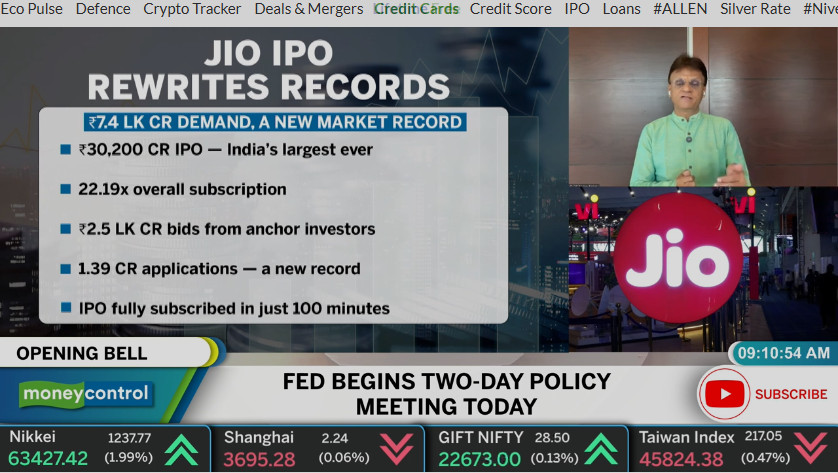 Eco Pulse Defence Crypto Tracker Deals & Mergers Credit Cards Credit Score IPO Loans #ALLEN Silver Rate #Nive
JIO IPO
REWRITES RECORDS
₹7.4 LK CR DEMAND, A NEW MARKET RECORD
₹30,200 CR IPO — India's largest ever
22.19x overall subscription
₹2.5 LK CR bids from anchor investors
1.39 CR applications — a new record
IPO fully subscribed in just 100 minutes
vi
vi
Jio
OPENING BELL
09:10:54 AM
moneycontrol
FED BEGINS TWO-DAY POLICY
MEETING TODAY
SUBSCRIBE
Nikkei 1237.77
63427.42 (1.99%)
Shanghai 2.24
3695.28 (0.06%)
GIFT NIFTY 28.50
22673.00 (0.13%)
Taiwan Index 217.05
45824.38 (0.47%)